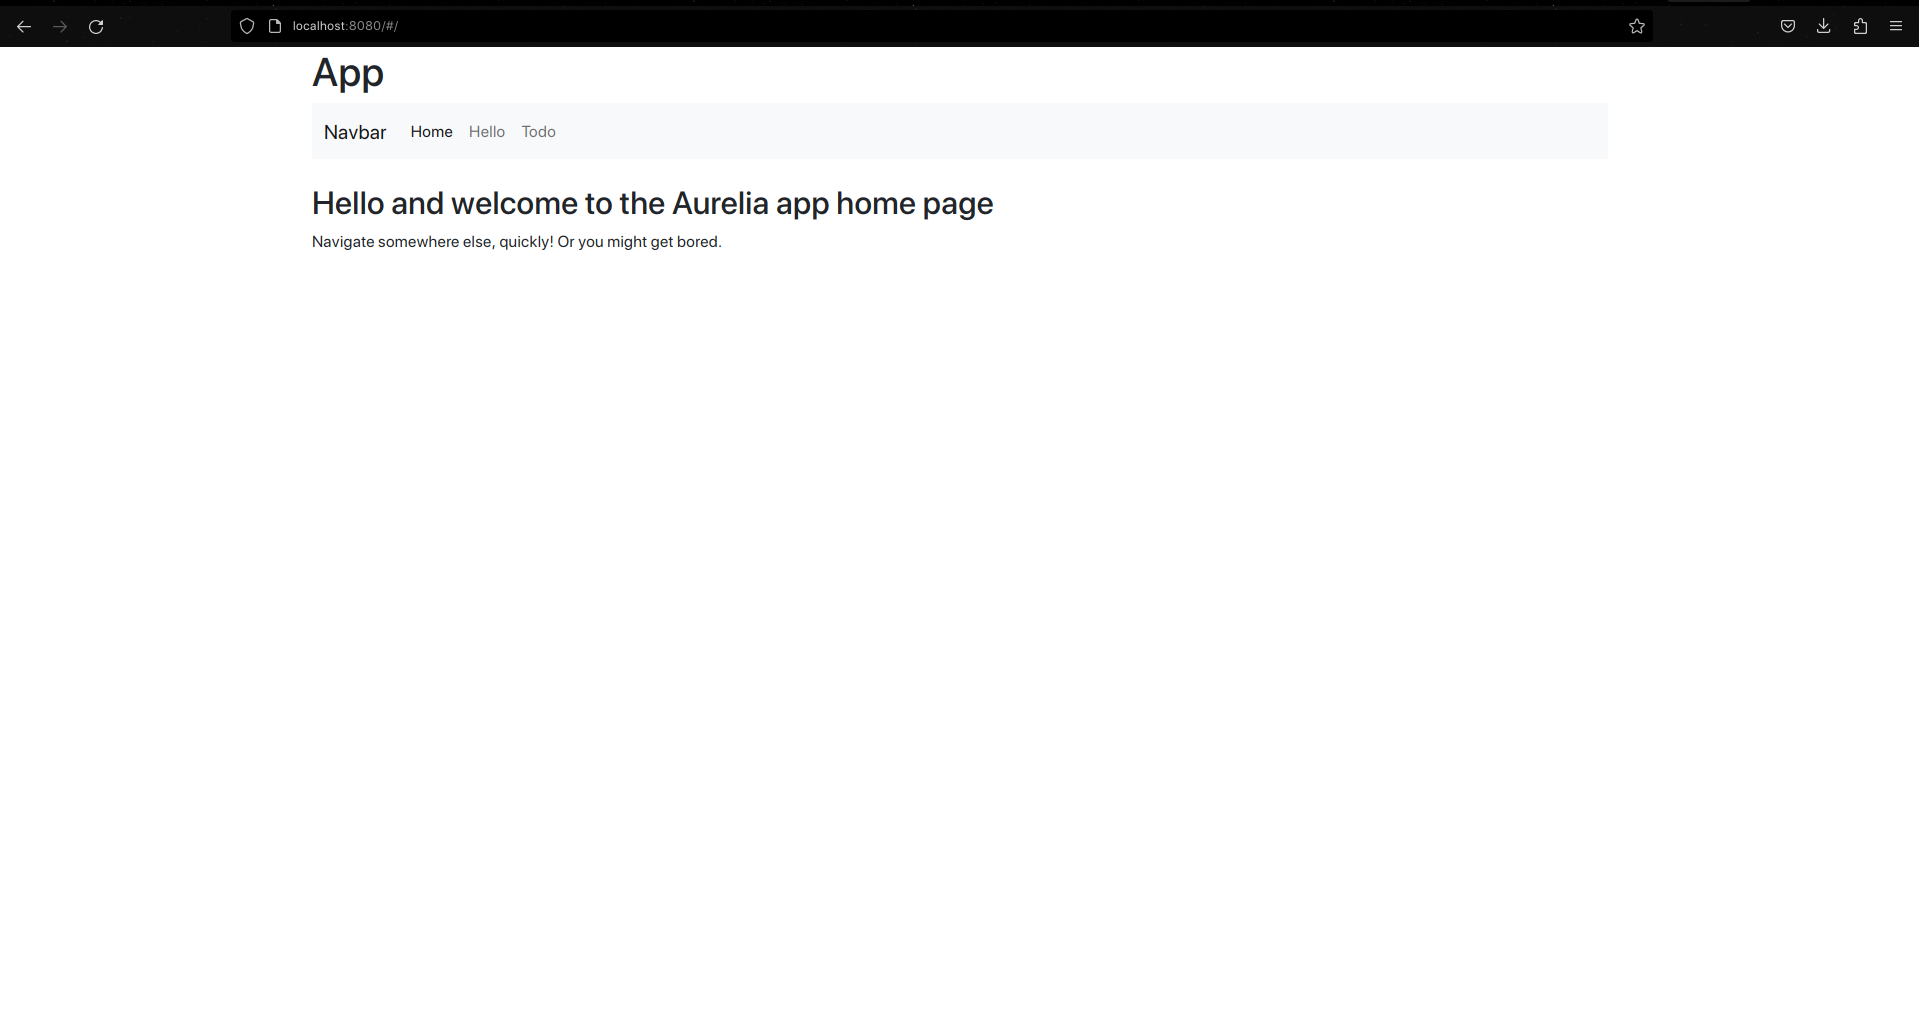 localhost:8080/#/
App
Navbar Home Hello Todo
Hello and welcome to the Aurelia app home page
Navigate somewhere else, quickly! Or you might get bored.